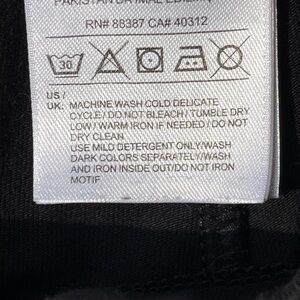 RN# 88387 CA# 40312
30
US /
UK: MACHINE WASH COLD DELICATE
CYCLE / DO NOT BLEACH / TUMBLE DRY
LOW / WARM IRON IF NEEDED / DO NOT
DRY CLEAN
USE MILD DETERGENT ONLY/WASH
DARK COLORS SEPARATELY/WASH
AND IRON INSIDE OUT/DO NOT IRON
MOTIF